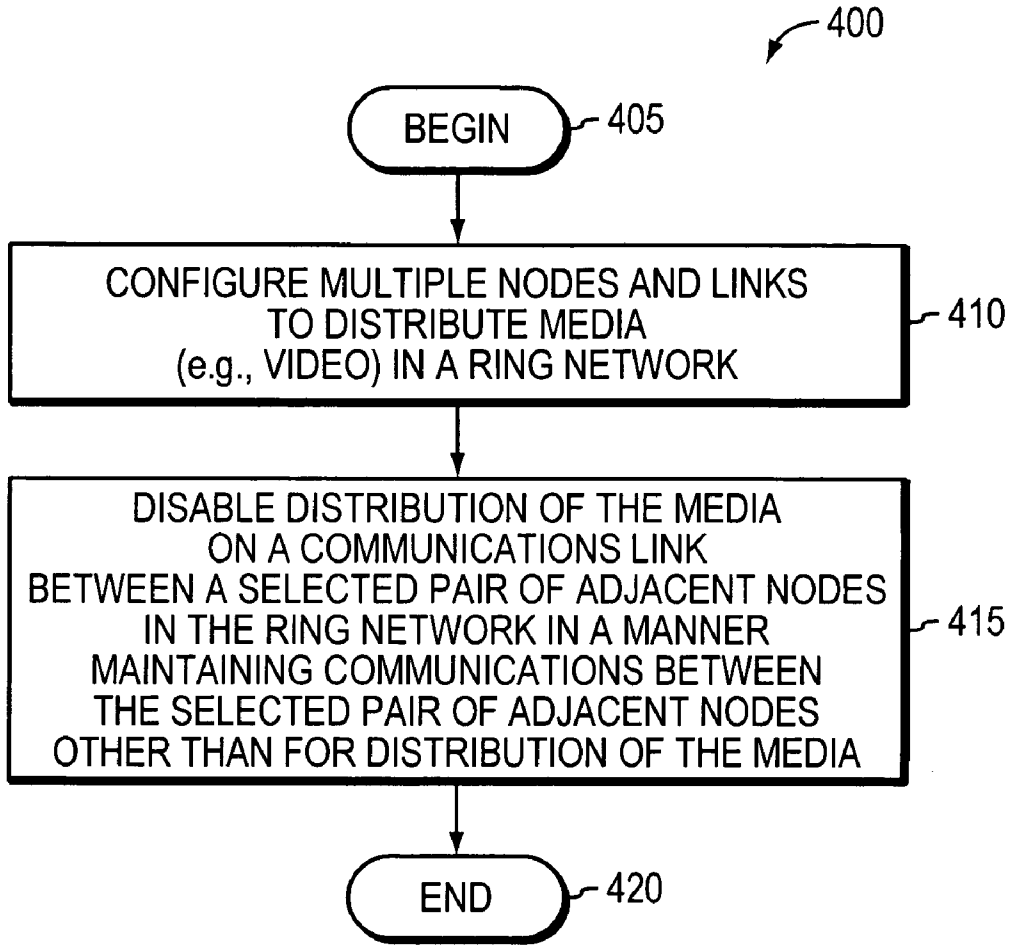 400
BEGIN
405
CONFIGURE MULTIPLE NODES AND LINKS
TO DISTRIBUTE MEDIA
(e.g., VIDEO) IN A RING NETWORK
410
DISABLE DISTRIBUTION OF THE MEDIA
ON A COMMUNICATIONS LINK
BETWEEN A SELECTED PAIR OF ADJACENT NODES
IN THE RING NETWORK IN A MANNER
MAINTAINING COMMUNICATIONS BETWEEN
THE SELECTED PAIR OF ADJACENT NODES
OTHER THAN FOR DISTRIBUTION OF THE MEDIA
415
END
420